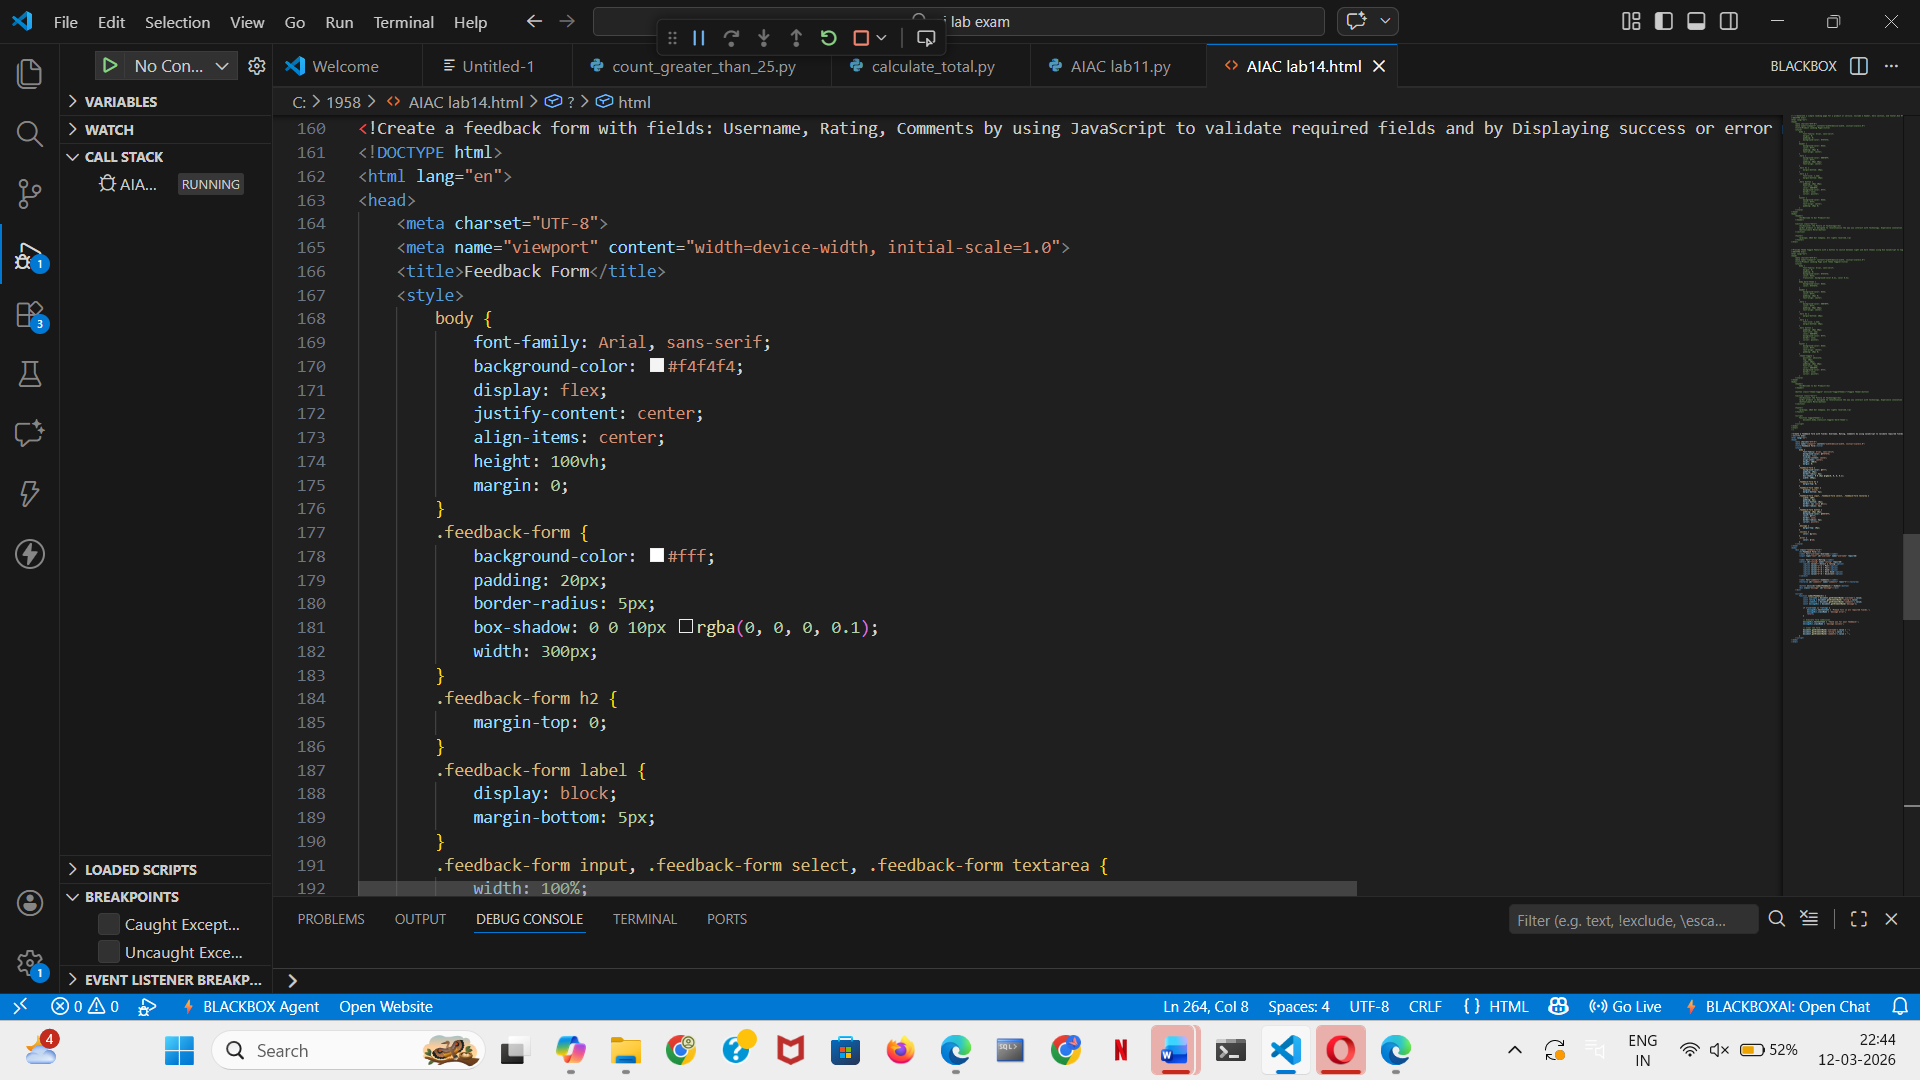 File Edit Selection View Go Run Terminal Help
lab exam
No Con...
Welcome
Untitled-1
count_greater_than_25.py
calculate_total.py
AIAC lab11.py
AIAC lab14.html
BLACKBOX
C: > 1958 > AIAC lab14.html > ? > html
VARIABLES
WATCH
CALL STACK
AIA... RUNNING
160 <!Create a feedback form with fields: Username, Rating, Comments by using JavaScript to validate required fields and by Displaying success or error
161 <!DOCTYPE html>
162 <html lang="en">
163 <head>
164 <meta charset="UTF-8">
165 <meta name="viewport" content="width=device-width, initial-scale=1.0">
166 <title>Feedback Form</title>
167 <style>
168 body {
169 font-family: Arial, sans-serif;
170 background-color: #f4f4f4;
171 display: flex;
172 justify-content: center;
173 align-items: center;
174 height: 100vh;
175 margin: 0;
176 }
177 .feedback-form {
178 background-color: #fff;
179 padding: 20px;
180 border-radius: 5px;
181 box-shadow: 0 0 10px rgba(0, 0, 0, 0.1);
182 width: 300px;
183 }
184 .feedback-form h2 {
185 margin-top: 0;
186 }
187 .feedback-form label {
188 display: block;
189 margin-bottom: 5px;
190 }
191 .feedback-form input, .feedback-form select, .feedback-form textarea {
192 width: 100%;
1
3
1
LOADED SCRIPTS
BREAKPOINTS
Caught Except...
Uncaught Exce...
EVENT LISTENER BREAKP...
PROBLEMS OUTPUT DEBUG CONSOLE TERMINAL PORTS
Filter (e.g. text, !exclude, \esca...
0 0 BLACKBOX Agent Open Website
Ln 264, Col 8 Spaces: 4 UTF-8 CRLF { } HTML Go Live BLACKBOXAI: Open Chat
4
Search
ENG
IN
52%
22:44
12-03-2026